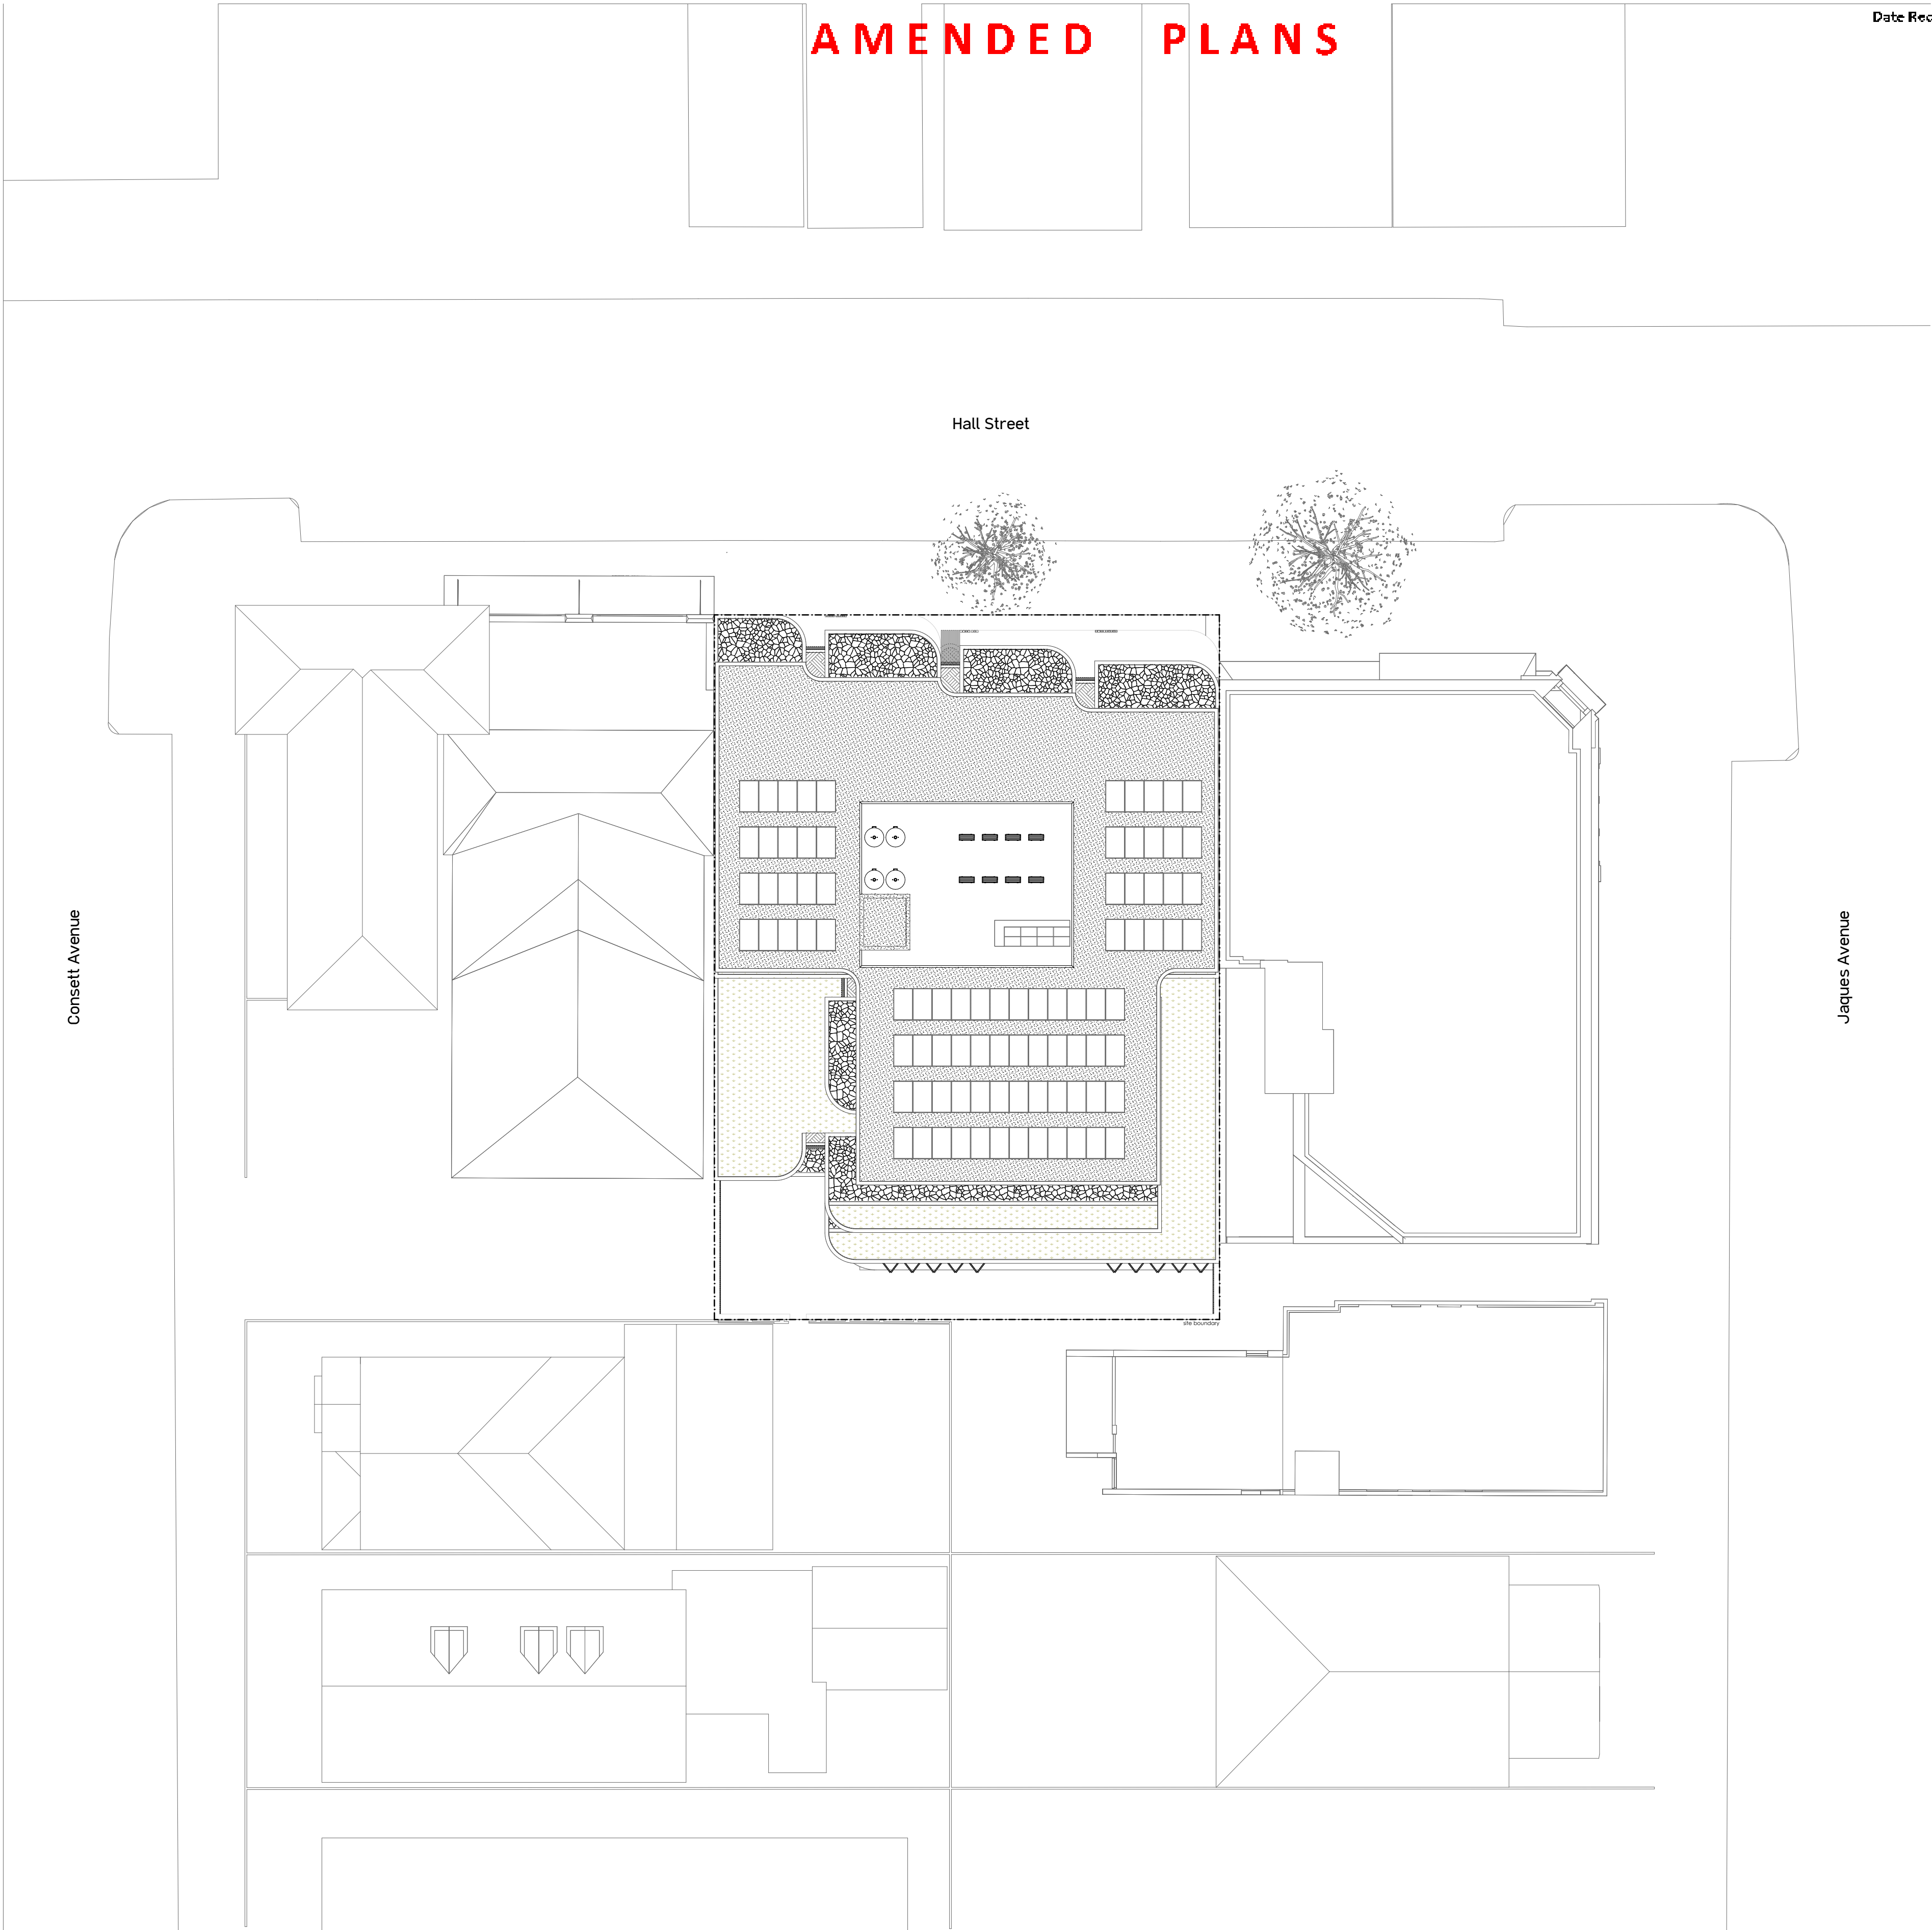 AMENDED PLANS
Date Rec
Hall Street
Consett Avenue
Jaques Avenue
site boundary